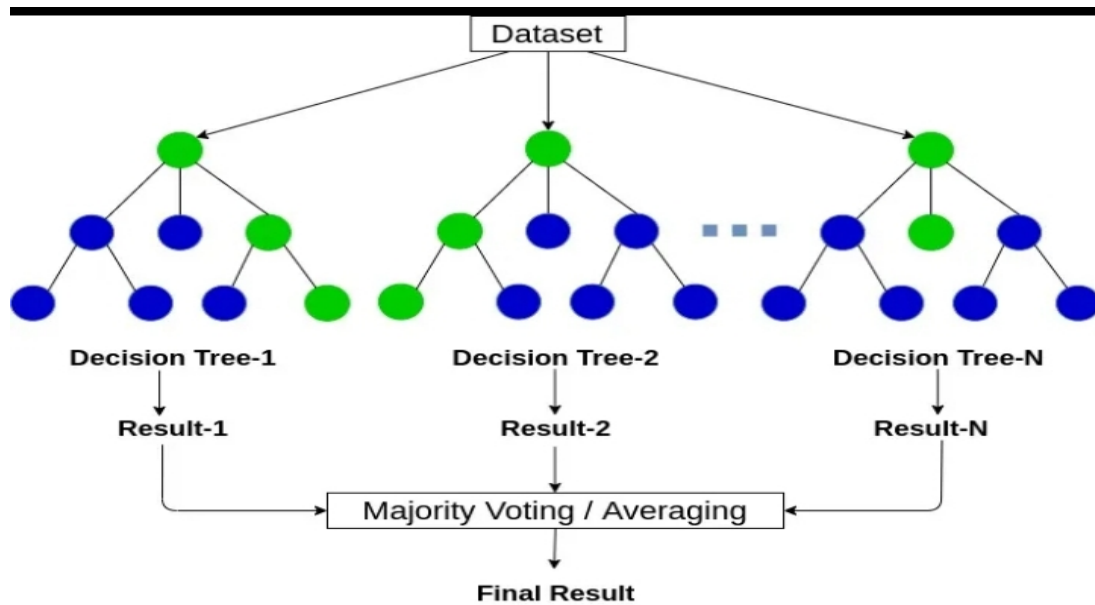 Dataset
Decision Tree-1
Decision Tree-2
Decision Tree-N
Result-1
Result-2
Result-N
Majority Voting / Averaging
Final Result